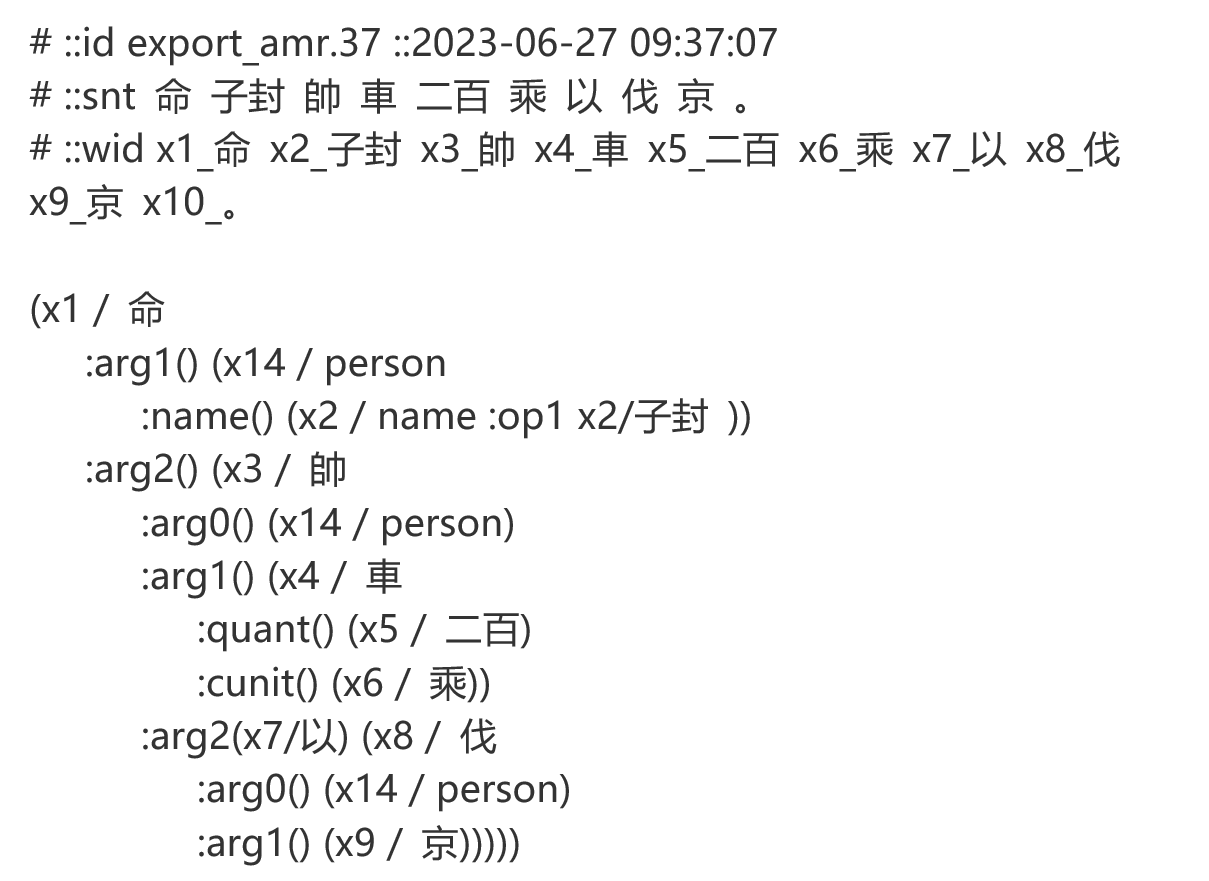 # ::id export_amr.37 ::2023-06-27 09:37:07
# ::snt 命 子封 帥 車 二百 乘 以 伐 京 。
# ::wid x1_命 x2_子封 x3_帥 x4_車 x5_二百 x6_乘 x7_以 x8_伐
x9_京 x10_。
(x1 / 命
:arg1() (x14 / person
:name() (x2 / name :op1 x2/子封 ))
:arg2() (x3 / 帥
:arg0() (x14 / person)
:arg1() (x4 / 車
:quant() (x5 / 二百)
:cunit() (x6 / 乘))
:arg2(x7/以) (x8 / 伐
:arg0() (x14 / person)
:arg1() (x9 / 京)))))